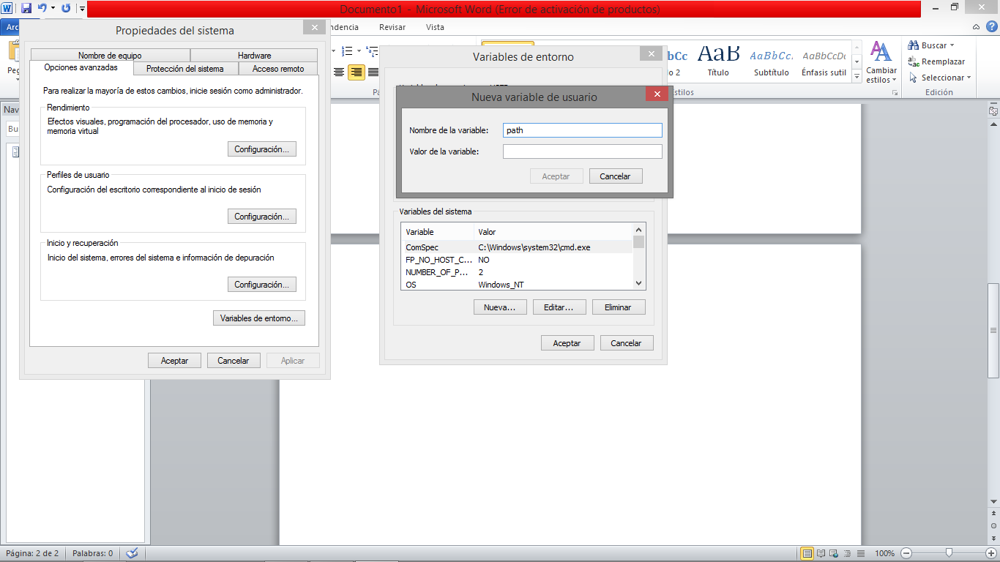 Documento1 - Microsoft Word (Error de activación de productos)
Arc
ndencia
Revisar
Vista
Peg
Cc
AaB
AaBbCc.
AaBbCcDc
o 2
Título
Subtítulo
Énfasis sutil
Cambiar
estilos
Buscar
Reemplazar
Seleccionar
Pá
stilos
Edición
Nav
Bu
Propiedades del sistema
Nombre de equipo
Hardware
Opciones avanzadas
Protección del sistema
Acceso remoto
Para realizar la mayoría de estos cambios, inicie sesión como administrador.
Rendimiento
Efectos visuales, programación del procesador, uso de memoria y
memoria virtual
Configuración...
Perfiles de usuario
Configuración del escritorio correspondiente al inicio de sesión
Configuración...
Inicio y recuperación
Inicio del sistema, errores del sistema e información de depuración
Configuración...
Variables de entorno...
Aceptar
Cancelar
Aplicar
Variables de entorno
Nueva variable de usuario
Nombre de la variable:
path
Valor de la variable:
Aceptar
Cancelar
Variables del sistema
Variable Valor
ComSpec C:\Windows\system32\cmd.exe
FP_NO_HOST_C... NO
NUMBER_OF_P... 2
OS Windows_NT
Nueva...
Editar...
Eliminar
Aceptar
Cancelar
Página: 2 de 2
Palabras: 0
100%